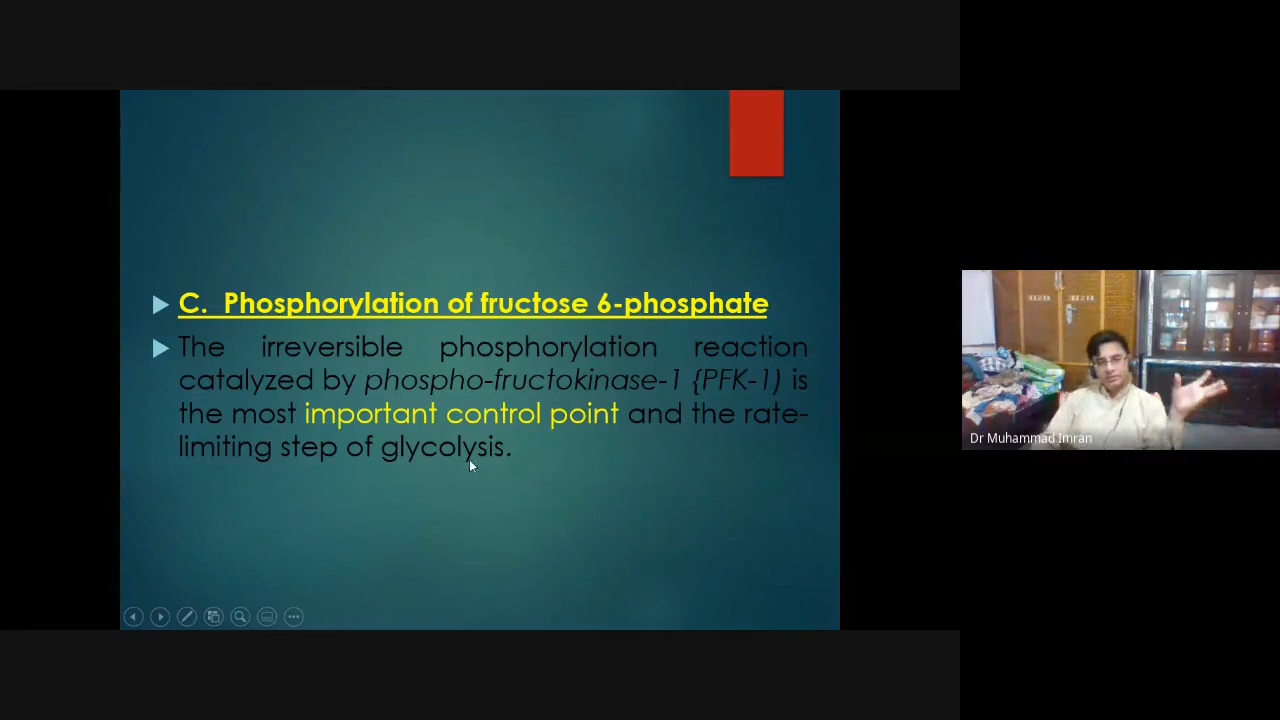 C. Phosphorylation of fructose 6-phosphate
The irreversible phosphorylation reaction
catalyzed by phospho-fructokinase-1 {PFK-1) is
the most important control point and the rate-
limiting step of glycolysis.
Dr Muhammad Imran